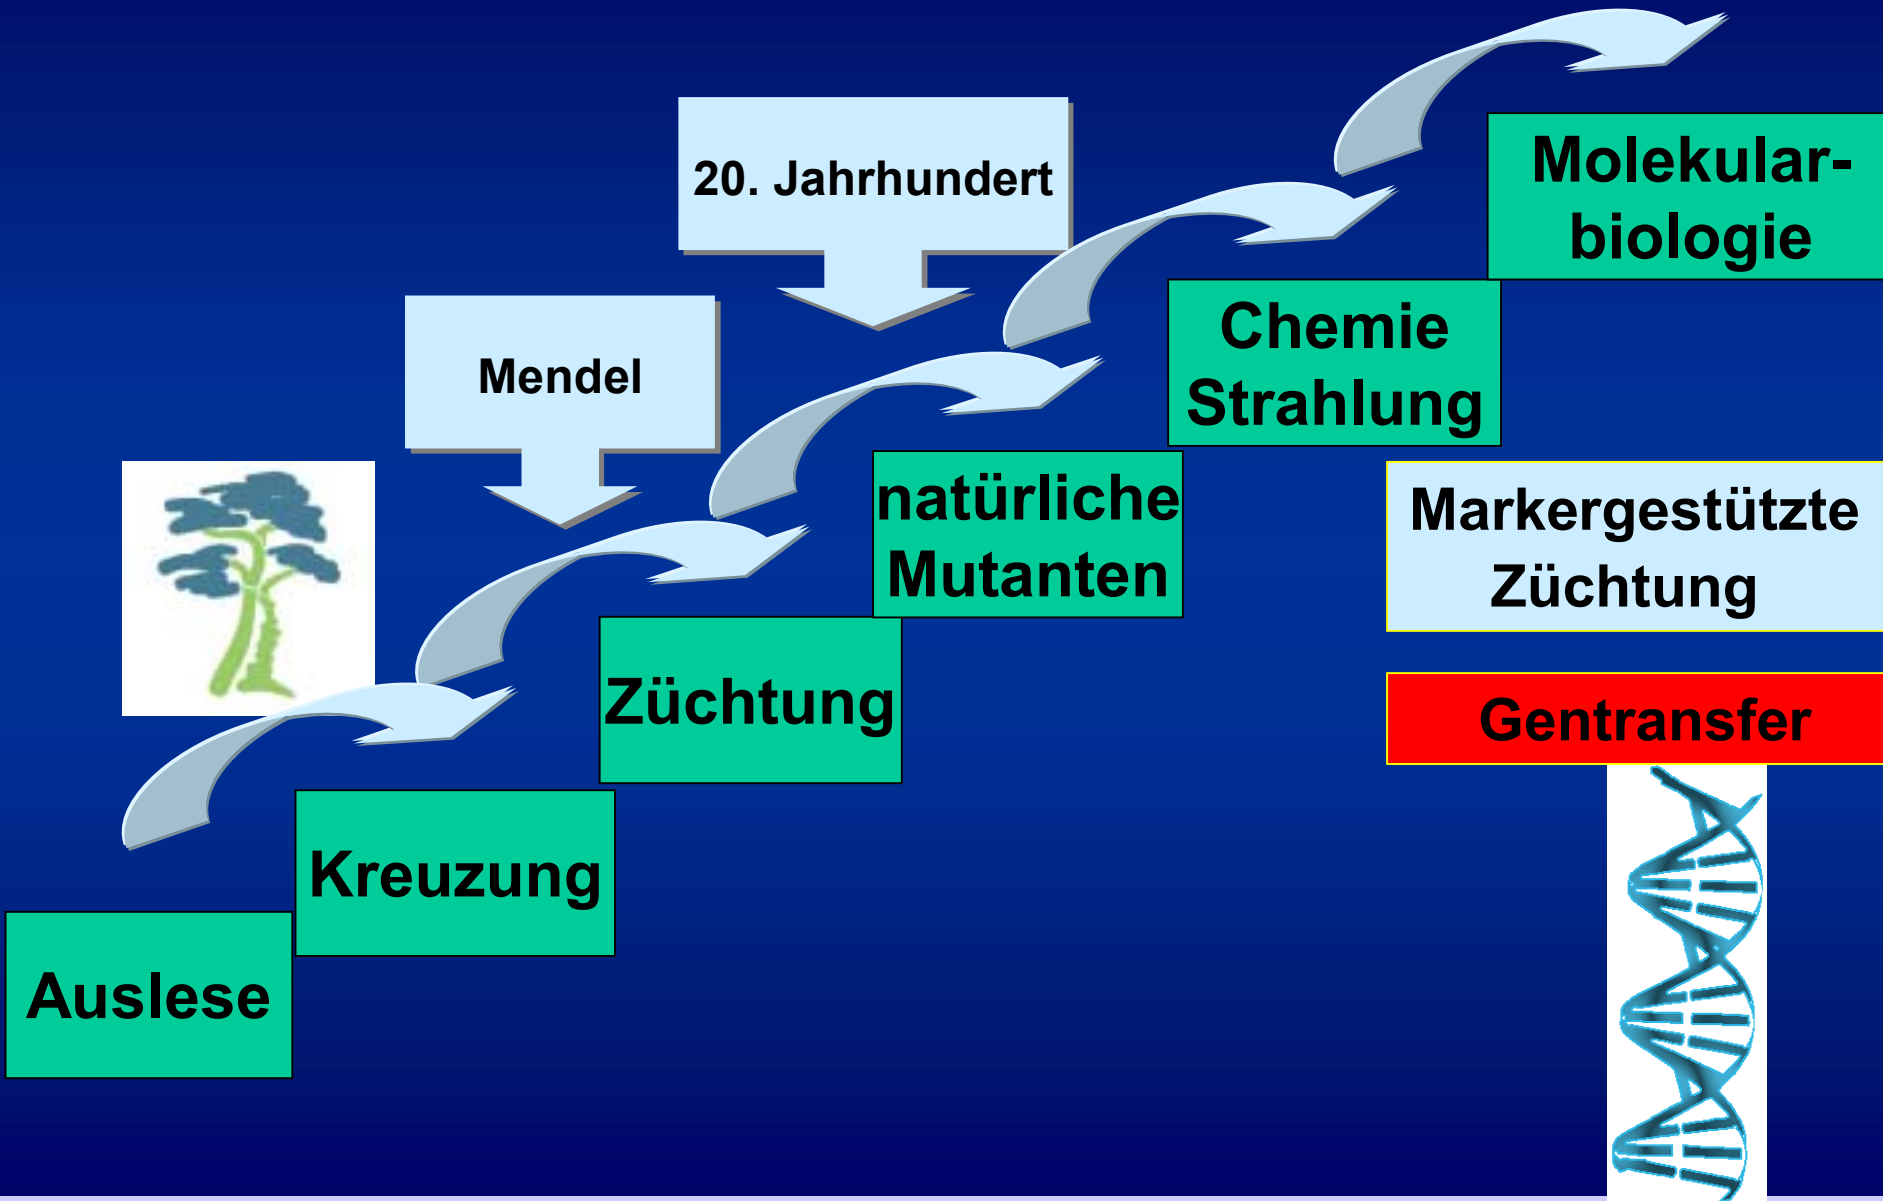 20. Jahrhundert
Mendel
Molekular-
biologie
Chemie
Strahlung
natürliche
Mutanten
Züchtung
Kreuzung
Auslese
Markergestützte
Züchtung
Gentransfer